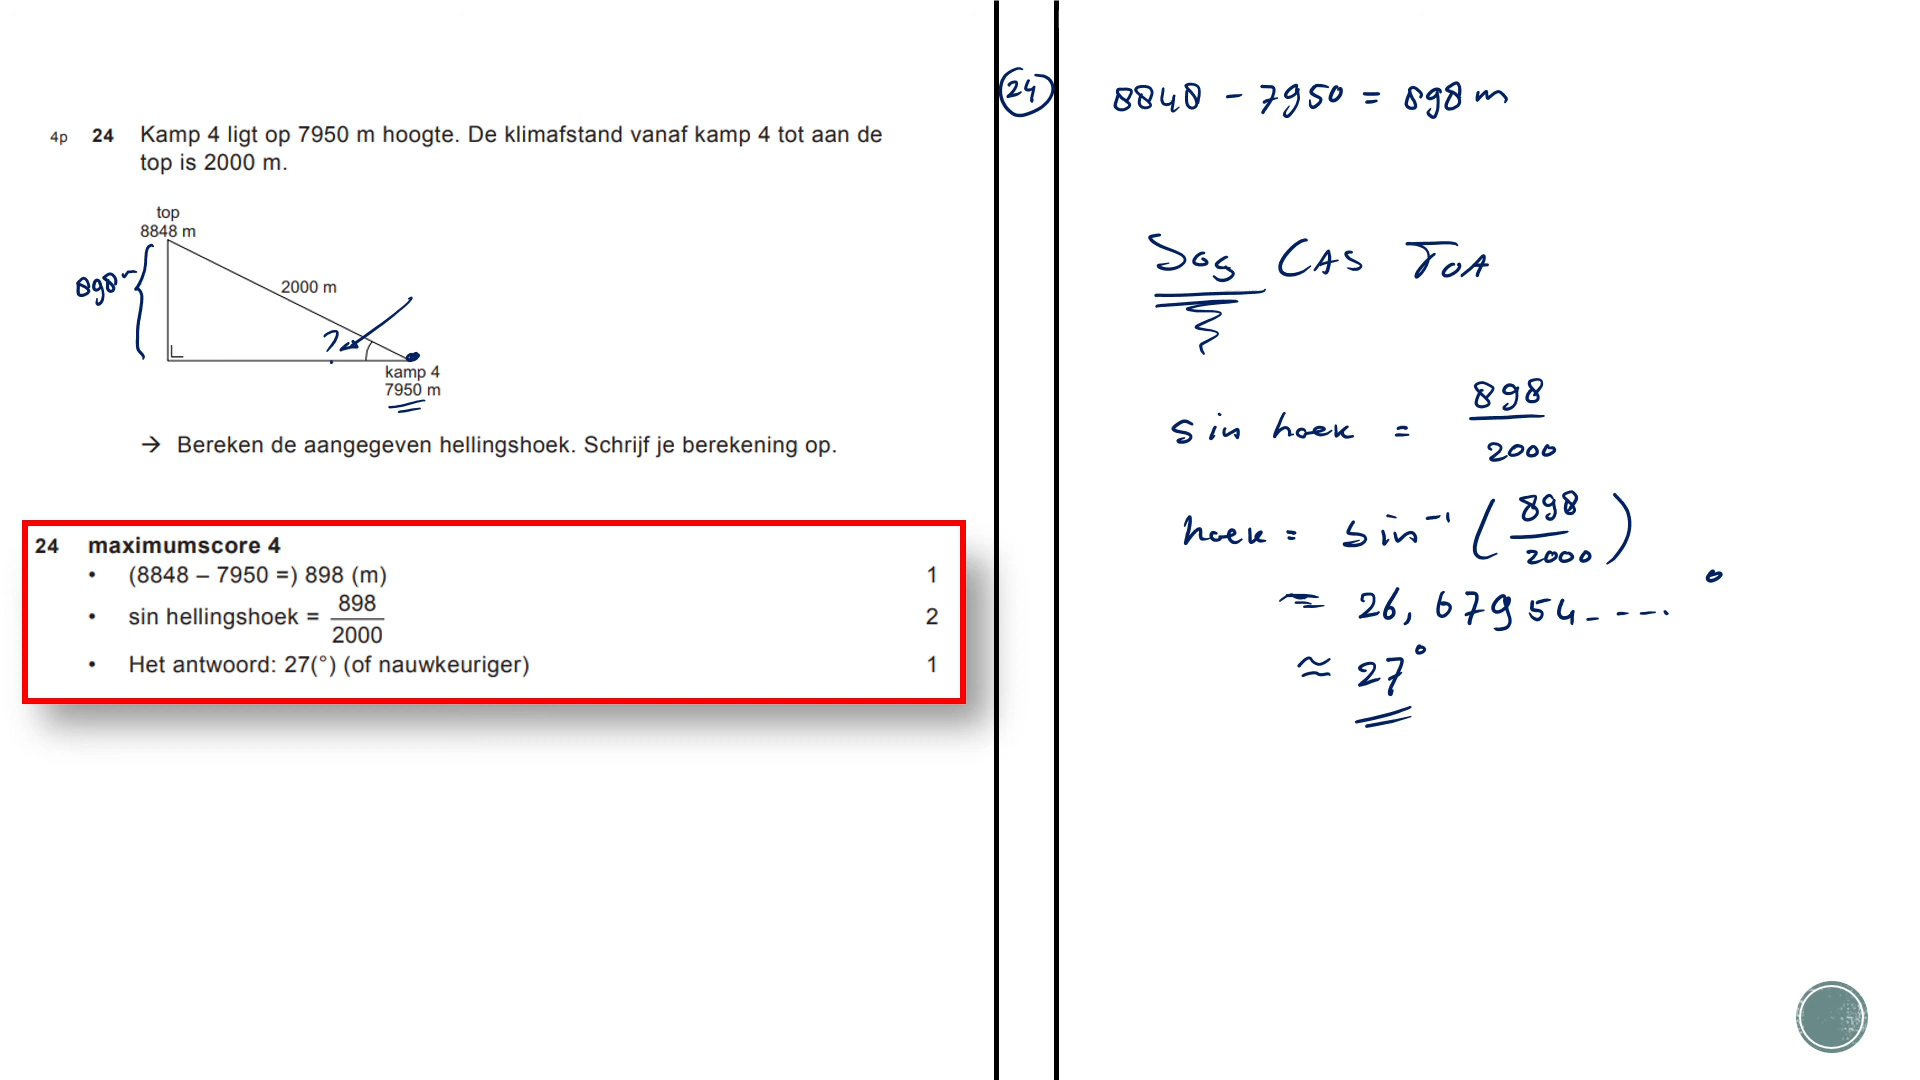 4p 24 Kamp 4 ligt op 7950 m hoogte. De klimafstand vanaf kamp 4 tot aan de
top is 2000 m.
top
8848 m
898 m
2000 m
?
kamp 4
7950 m
→ Bereken de aangegeven hellingshoek. Schrijf je berekening op.
24 maximumscore 4
• (8848 – 7950 =) 898 (m) 1
• sin hellingshoek = 898/2000 2
• Het antwoord: 27(°) (of nauwkeuriger) 1
24
8848 - 7950 = 898 m
SOS CAS TOA
sin hoek = 898/2000
hoek = sin⁻¹ (898/2000)
= 26,67954----. °
≈ 27°